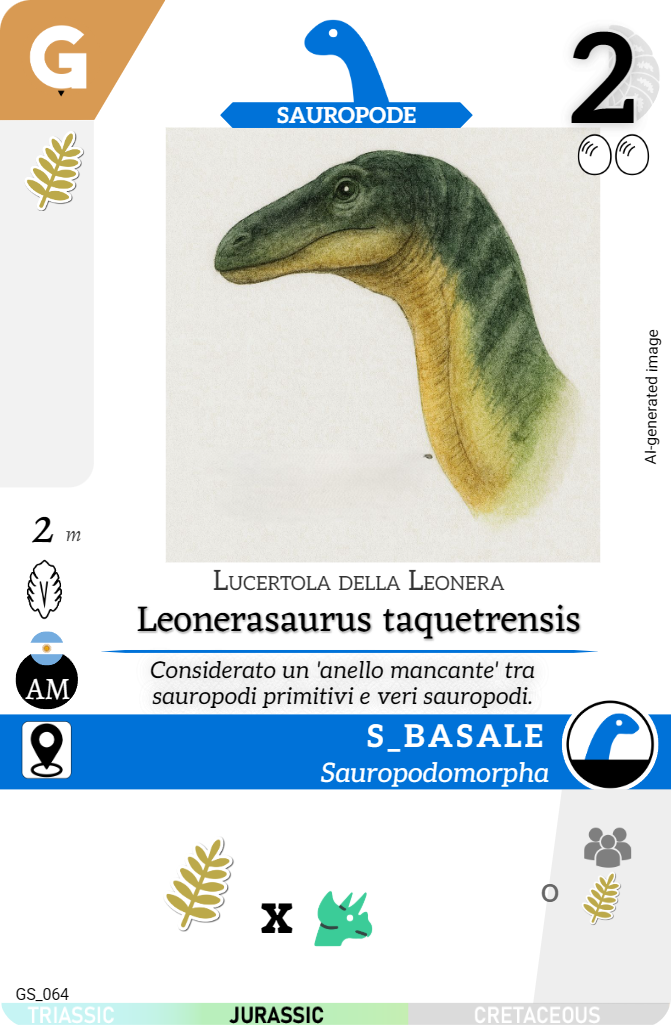 G
SAUROPODE
2
AI-generated image
2 m
AM
Lucertola della Leonera
Leonerasaurus taquetrensis
Considerato un 'anello mancante' tra
sauropodi primitivi e veri sauropodi.
S_BASALE
Sauropodomorpha
x
o
GS_064
TRIASSIC
JURASSIC
CRETACEOUS